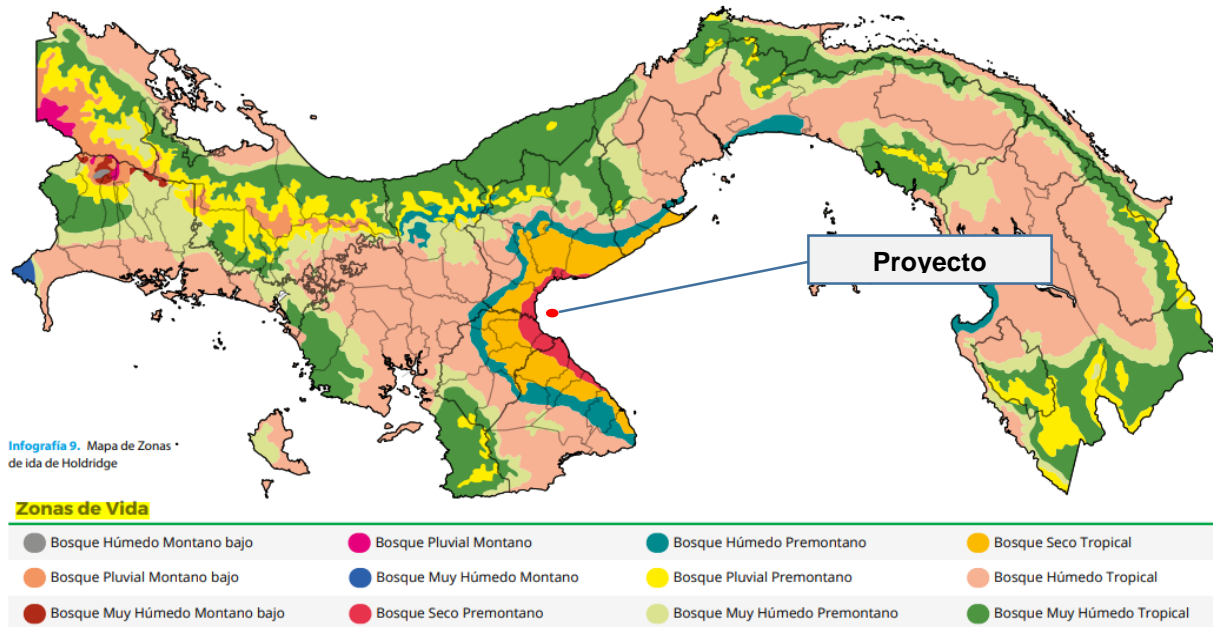 Proyecto
Infografía 9. Mapa de Zonas
de ida de Holdridge
Zonas de Vida
Bosque Húmedo Montano bajo
Bosque Pluvial Montano
Bosque Húmedo Premontano
Bosque Seco Tropical
Bosque Pluvial Montano bajo
Bosque Muy Húmedo Montano
Bosque Pluvial Premontano
Bosque Húmedo Tropical
Bosque Muy Húmedo Montano bajo
Bosque Seco Premontano
Bosque Muy Húmedo Premontano
Bosque Muy Húmedo Tropical